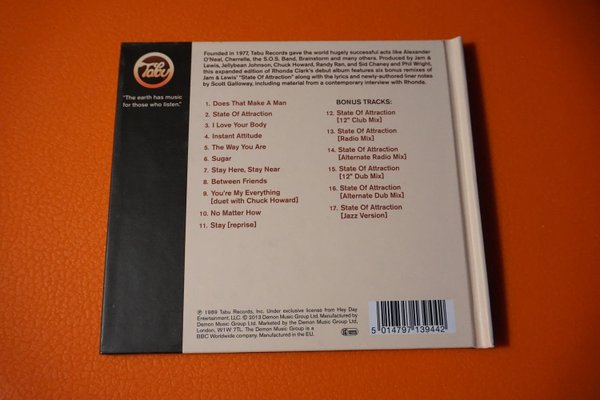 Tabu
"The earth has music
for those who listen."
Founded in 1977, Tabu Records gave the world hugely successful acts like Alexander
O'Neal, Cherrelle, the S.O.S. Band, Brainstorm and many others. Produced by Jam &
Lewis, Jellybean Johnson, Chuck Howard, Randy Ran, and Sid Chaney and Phil Wright,
this expanded edition of Rhonda Clark's debut album features six bonus remixes of
Jam & Lewis' "State Of Attraction" along with the lyrics and newly-authored liner notes
by Scott Galloway, including material from a contemporary interview with Rhonda.
1. Does That Make A Man
2. State Of Attraction
3. I Love Your Body
4. Instant Attitude
5. The Way You Are
6. Sugar
7. Stay Here, Stay Near
8. Between Friends
9. You're My Everything
[duet with Chuck Howard]
10. No Matter How
11. Stay [reprise]
BONUS TRACKS:
12. State Of Attraction
[12" Club Mix]
13. State Of Attraction
[Radio Mix]
14. State Of Attraction
[Alternate Radio Mix]
15. State Of Attraction
[12" Dub Mix]
16. State Of Attraction
[Alternate Dub Mix]
17. State Of Attraction
[Jazz Version]
℗ 1989 Tabu Records, Inc. Under exclusive license from Hey Day
Entertainment, LLC. © 2013 Demon Music Group Ltd. Manufactured by
Demon Music Group Ltd. Marketed by the Demon Music Group Ltd,
London, W1W 7TL. The Demon Music Group is a
BBC Worldwide company. Manufactured in the EU.
5 014797 139442